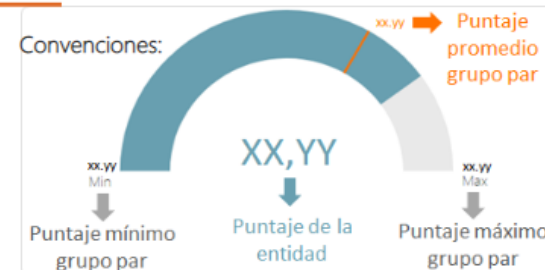 Convenciones:
xx.yy
Puntaje
promedio
grupo par
XX,YY
xx.yy
Min
xx.yy
Max
Puntaje mínimo
grupo par
Puntaje de la
entidad
Puntaje máximo
grupo par